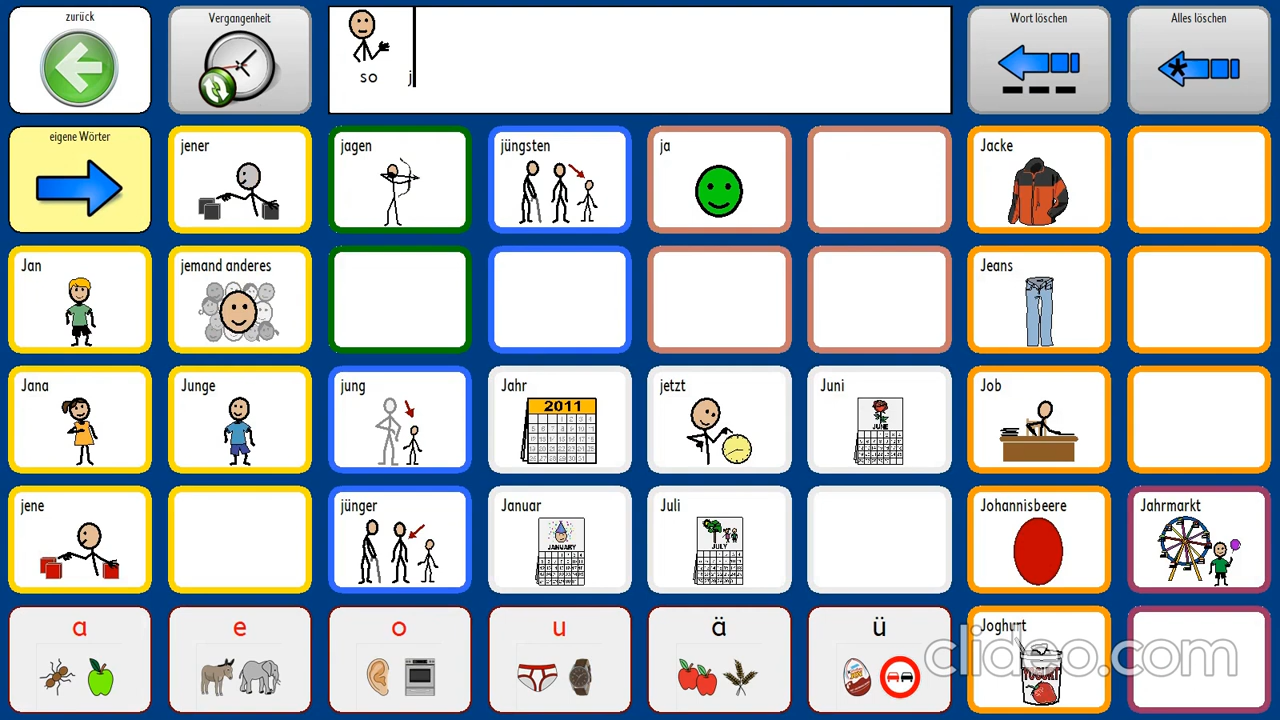 zurück
Vergangenheit
so j
Wort löschen
Alles löschen
eigene Wörter
jener
jagen
jüngsten
ja
Jacke
Jan
jemand anderes
Jeans
Jana
Junge
jung
Jahr
2011
jetzt
Juni
JUNE
Job
jene
jünger
Januar
JANUARY
Juli
JULY
Johannisbeere
Jahrmarkt
a
e
o
u
ä
ü
Joghurt
YOGURT
clideo.com